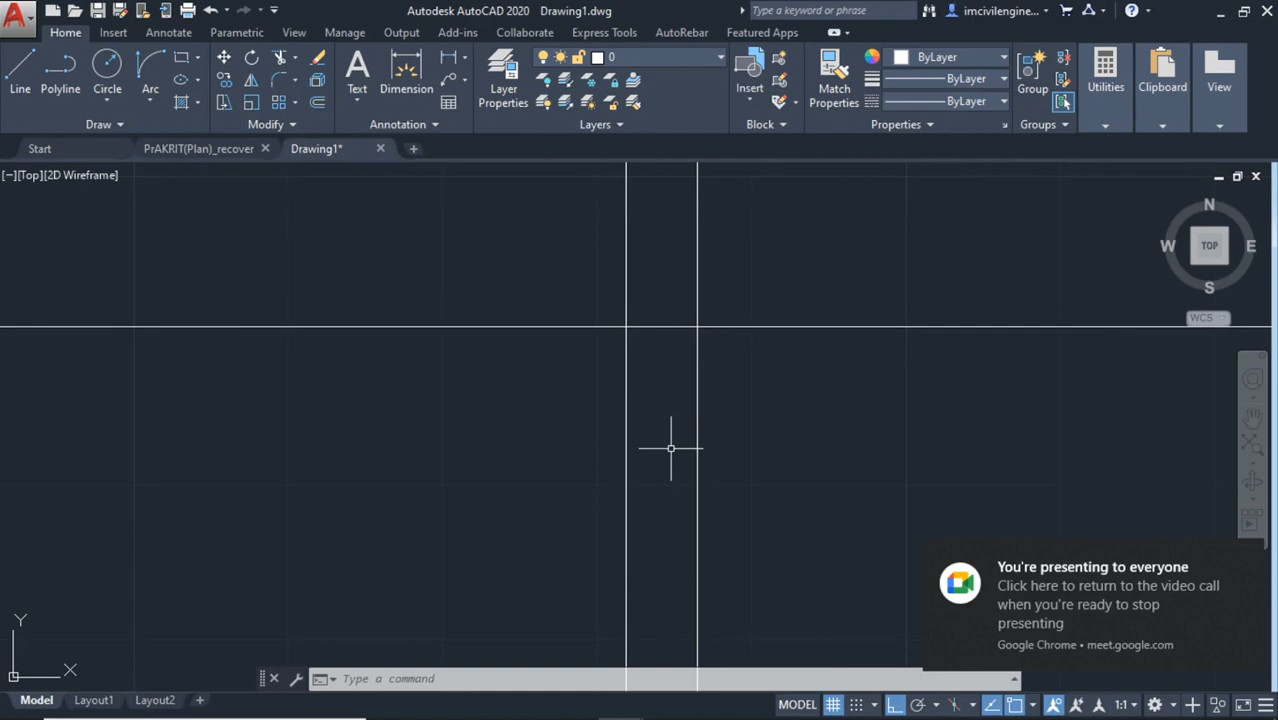 Autodesk AutoCAD 2020 Drawing1.dwg
Type a keyword or phrase
imcivilengine...
Home Insert Annotate Parametric View Manage Output Add-ins Collaborate Express Tools AutoRebar Featured Apps
Line Polyline Circle Arc
Draw
Modify
Text Dimension
Annotation
Layer
Properties
0
Layers
Insert
Block
Match
Properties
ByLayer
ByLayer
ByLayer
Properties
Group
Groups
Utilities
Clipboard
View
Start PrAKRIT(Plan)_recover Drawing1*
[−][Top][2D Wireframe]
N
W TOP E
S
WCS
You're presenting to everyone
Click here to return to the video call
when you're ready to stop
presenting
Google Chrome • meet.google.com
Y
X
Type a command
Model Layout1 Layout2
MODEL
1:1